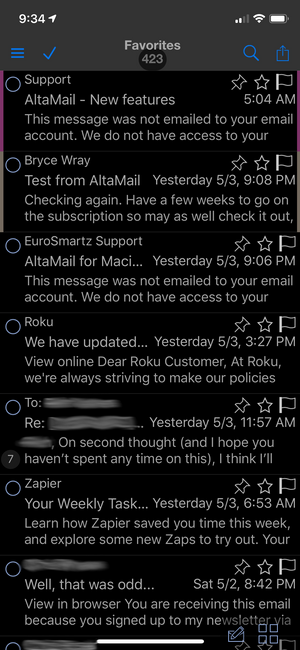 9:34
Favorites
423
Support
AltaMail - New features 5:04 AM
This message was not emailed to your email
account. We do not have access to your
Bryce Wray
Test from AltaMail Yesterday 5/3, 9:08 PM
Checking again. Have a few weeks to go on
the subscription so may as well check it out,
EuroSmartz Support
AltaMail for Maci... Yesterday 5/3, 9:06 PM
This message was not emailed to your email
account. We do not have access to your
Roku
We have updated... Yesterday 5/3, 3:27 PM
View online Dear Roku Customer, At Roku,
we're always striving to make our policies
To:
Re: ... Yesterday 5/3, 11:57 AM
, On second thought (and I hope you
7 haven't spent any time on this), I think I'll
Zapier
Your Weekly Task... Yesterday 5/3, 6:53 AM
Learn how Zapier saved you time this week,
and explore some new Zaps to try out. Your
Well, that was odd... Sat 5/2, 8:42 PM
View in browser You are receiving this email
because you signed up to my newsletter via